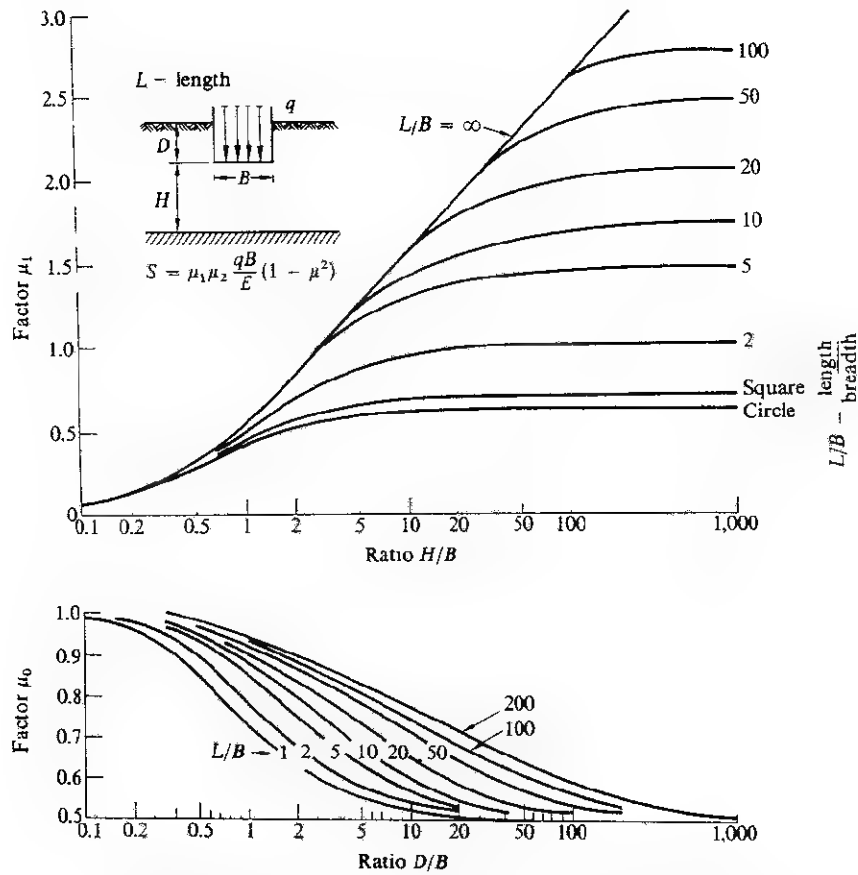 3.0
2.5
2.0
1.5
1.0
0.5
0
Factor μ₁
L – length
q
D
B
H
S = μ₁μ₂ qB/E (1 − μ²)
L/B = ∞
100
50
20
10
5
2
Square
Circle
L/B – length/breadth
0.1 0.2 0.5 1 2 5 10 20 50 100 1,000
Ratio H/B
1.0
0.9
0.8
0.7
0.6
0.5
Factor μ₀
200
100
L/B → 1 2 5 10 20 50
0.1 0.2 0.5 1 2 5 10 20 50 100 1,000
Ratio D/B